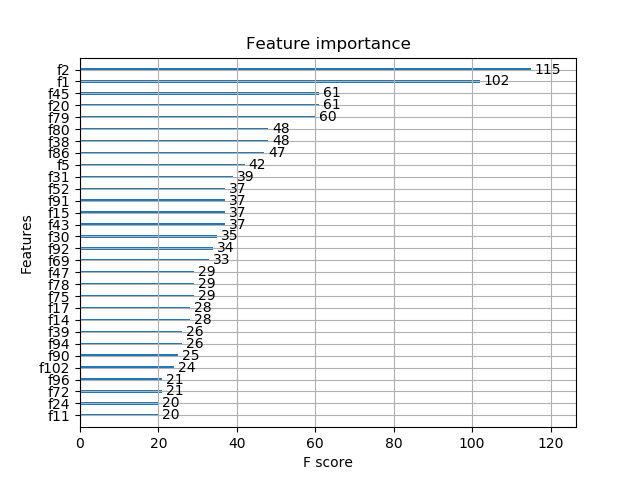 Feature importance
f2 115
f1 102
f45 61
f20 61
f79 60
f80 48
f38 48
f86 47
f5 42
f31 39
f52 37
f91 37
f15 37
f43 37
f30 35
f92 34
f69 33
f47 29
f78 29
f75 29
f17 28
f14 28
f39 26
f94 26
f90 25
f102 24
f96 21
f72 21
f24 20
f11 20
0 20 40 60 80 100 120
F score
Features